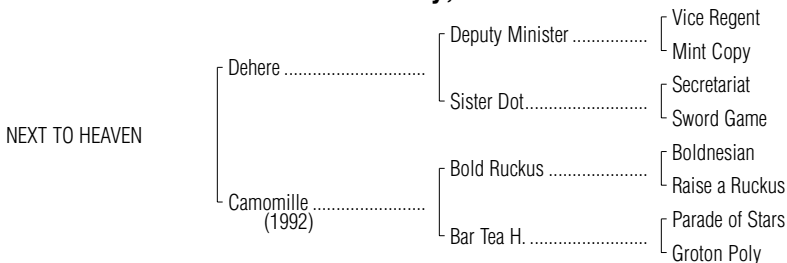 Vice Regent
Deputy Minister ................
Mint Copy
Dehere .............................
Secretariat
Sister Dot.........................
Sword Game
NEXT TO HEAVEN
Boldnesian
Bold Ruckus .....................
Raise a Ruckus
Camomille .......................
(1992)
Parade of Stars
Bar Tea H. ........................
Groton Poly